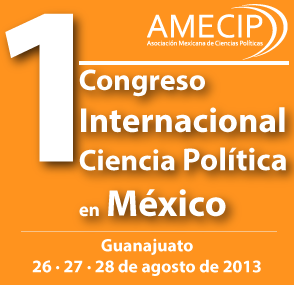 AMECIP
Asociación Mexicana de Ciencias Políticas
1
Congreso
Internacional
Ciencia Política
en México
Guanajuato
26 · 27 · 28 de agosto de 2013